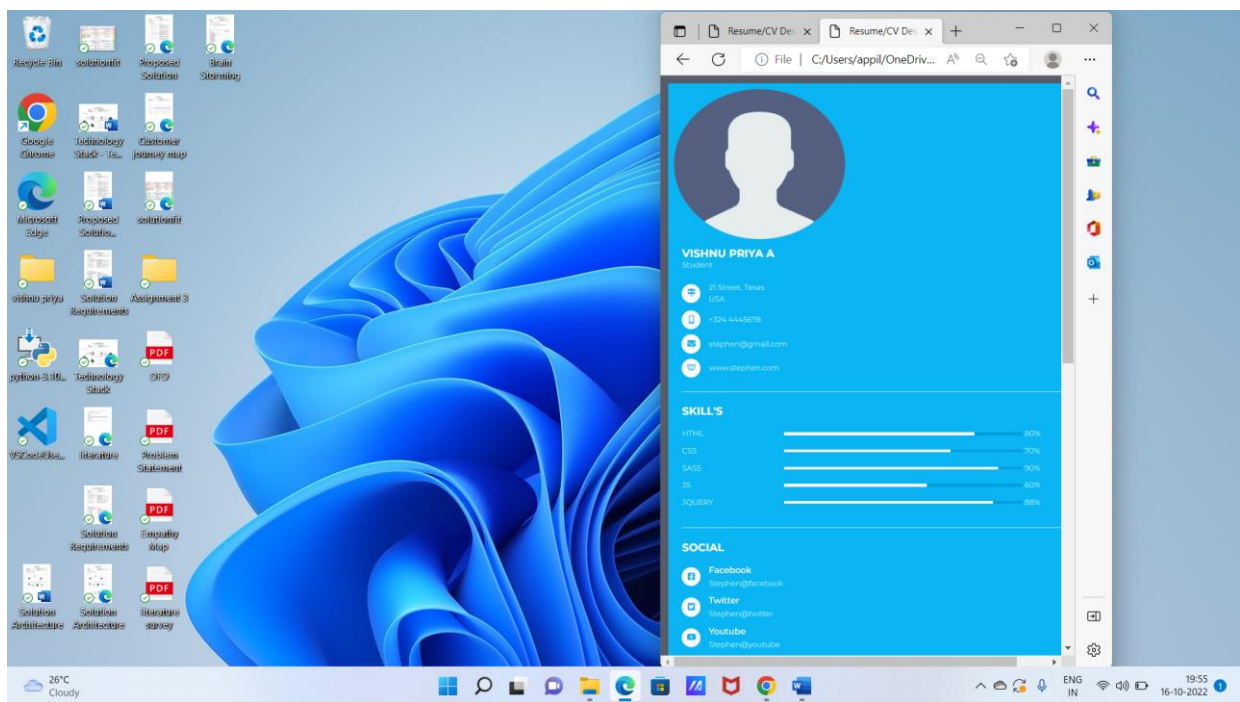 Recycle Bin
solutionfit
Proposed
Solution
Brain
Storming
Google
Chrome
Technology
Stack - Te...
Customer
journey map
Microsoft
Edge
Proposed
Solutio...
solutionfit
vishnu priya
Solution
Requirements
Assignment 3
python-3.10...
Technology
Stack
PDF
DFD
VSCodeUse...
literature
PDF
Problem
Statement
Solution
Requirements
PDF
Empathy
Map
Solution
Architecture
Solution
Architecture
PDF
literature
survey
Resume/CV Des
Resume/CV Des
File
C:/Users/appil/OneDriv...
VISHNU PRIYA A
Student
21 Street, Texas
USA
+324 4445678
stephen@gmail.com
www.stephen.com
SKILL'S
HTML 80%
CSS 70%
SASS 90%
JS 60%
JQUERY 88%
SOCIAL
Facebook
Stephen@facebook
Twitter
Stephen@twitter
Youtube
Stephen@youtube
26°C
Cloudy
ENG
IN
19:55
16-10-2022
1